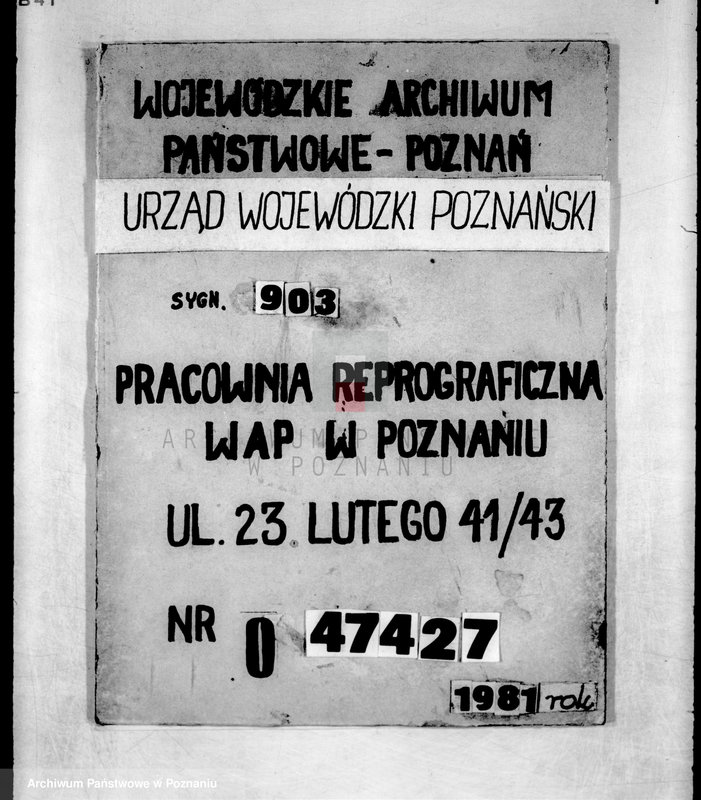 WOJEWÓDZKIE ARCHIWUM
PAŃSTWOWE - POZNAŃ
URZĄD WOJEWÓDZKI POZNAŃSKI
SYGN. 903
PRACOWNIA REPROGRAFICZNA
WAP W POZNANIU
UL. 23 LUTEGO 41/43
NR O 47427
1981 rok
W POZNANIU
Archiwum Państwowe w Poznaniu